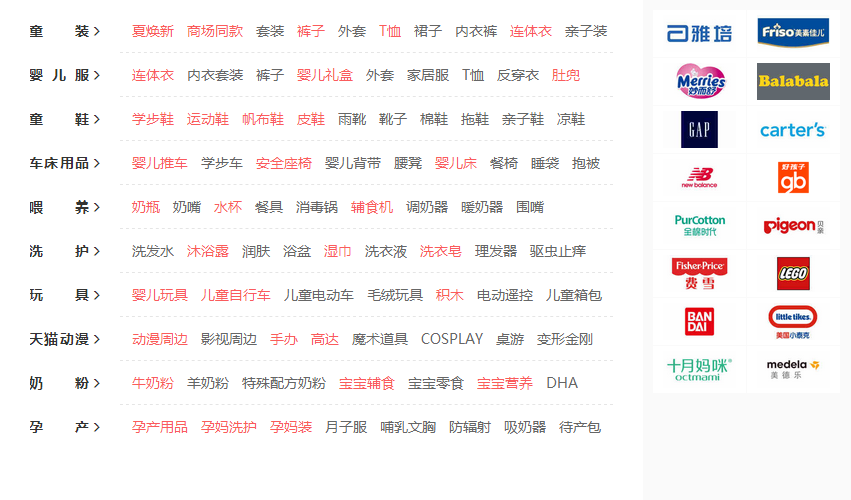 童 装 > 夏焕新 商场同款 套装 裤子 外套 T恤 裙子 内衣裤 连体衣 亲子装
婴 儿 服 > 连体衣 内衣套装 裤子 婴儿礼盒 外套 家居服 T恤 反穿衣 肚兜
童 鞋 > 学步鞋 运动鞋 帆布鞋 皮鞋 雨靴 靴子 棉鞋 拖鞋 亲子鞋 凉鞋
车床用品 > 婴儿推车 学步车 安全座椅 婴儿背带 腰凳 婴儿床 餐椅 睡袋 抱被
喂 养 > 奶瓶 奶嘴 水杯 餐具 消毒锅 辅食机 调奶器 暖奶器 围嘴
洗 护 > 洗发水 沐浴露 润肤 浴盆 湿巾 洗衣液 洗衣皂 理发器 驱虫止痒
玩 具 > 婴儿玩具 儿童自行车 儿童电动车 毛绒玩具 积木 电动遥控 儿童箱包
天猫动漫 > 动漫周边 影视周边 手办 高达 魔术道具 COSPLAY 桌游 变形金刚
奶 粉 > 牛奶粉 羊奶粉 特殊配方奶粉 宝宝辅食 宝宝零食 宝宝营养 DHA
孕 产 > 孕产用品 孕妈洗护 孕妈装 月子服 哺乳文胸 防辐射 吸奶器 待产包
雅培
Friso美素佳儿
Merries
妙而舒
Balabala
GAP
carter's
NB
new balance
好孩子
gb
PurCotton
全棉时代
pigeon 贝亲
Fisher-Price
费雪
LEGO
BAN
DAI
little tikes
美国小泰克
十月妈咪
octmami
medela
美德乐